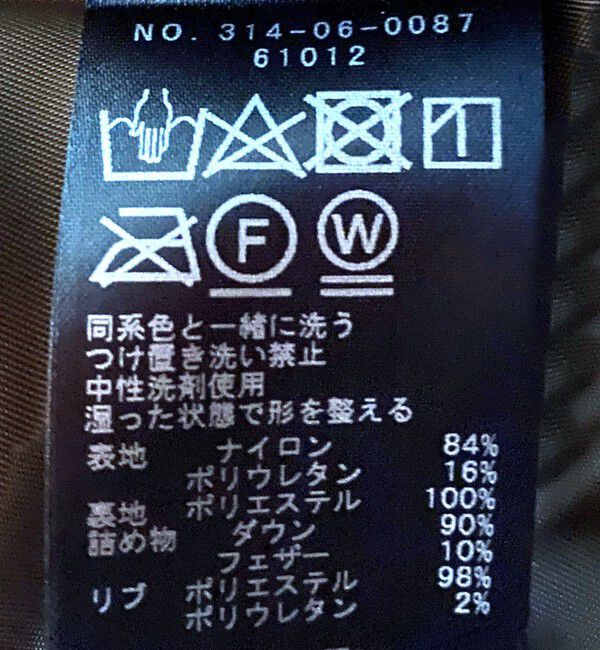 NO. 314-06-0087
61012
F W
同系色と一緒に洗う
つけ置き洗い禁止
中性洗剤使用
湿った状態で形を整える
表地 ナイロン 84%
ポリウレタン 16%
裏地 ポリエステル 100%
詰め物 ダウン 90%
フェザー 10%
リブ ポリエステル 98%
ポリウレタン 2%